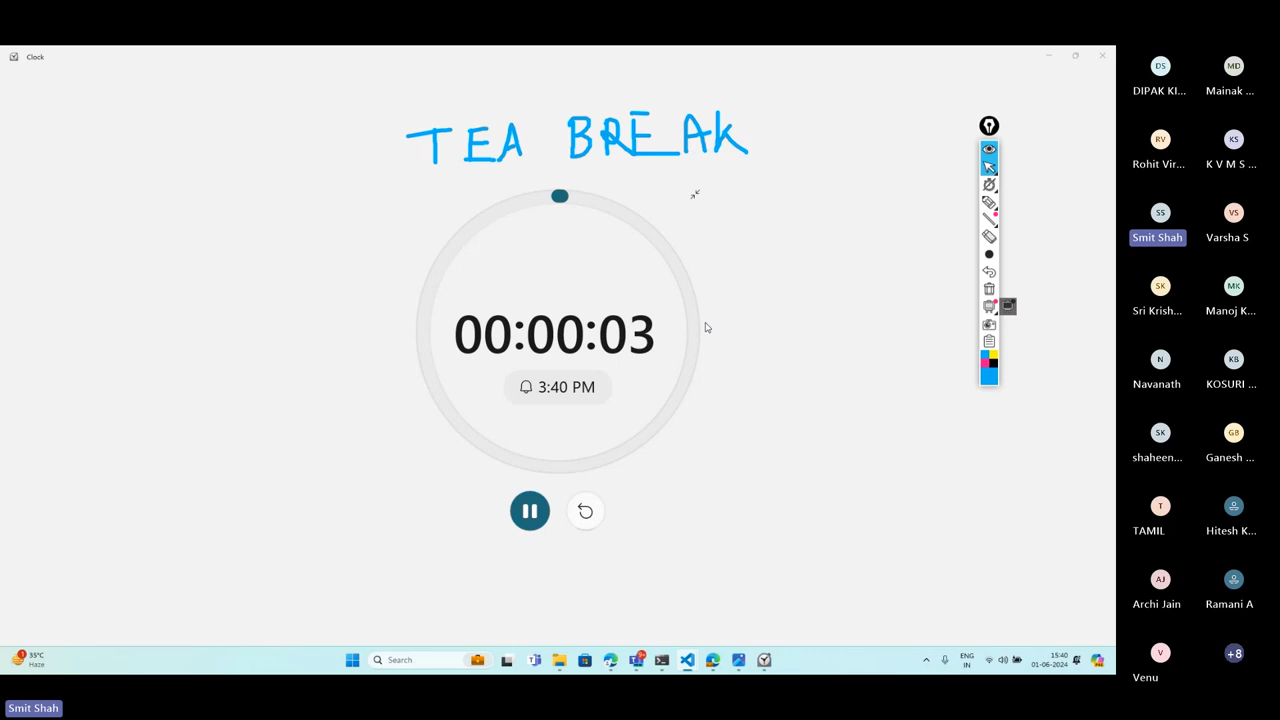 Clock
TEA BREAK
00:00:03
3:40 PM
DS
MD
DIPAK KI...
Mainak ...
RV
KS
Rohit Vir...
K V M S ...
SS
VS
Smit Shah
Varsha S
SK
MK
Sri Krish...
Manoj K...
N
KB
Navanath
KOSURI ...
SK
GB
shaheen...
Ganesh ...
T
TAMIL
Hitesh K...
AJ
Archi Jain
Ramani A
V
+8
Venu
1
35°C
Haze
Search
9+
ENG
IN
15:40
01-06-2024
Smit Shah